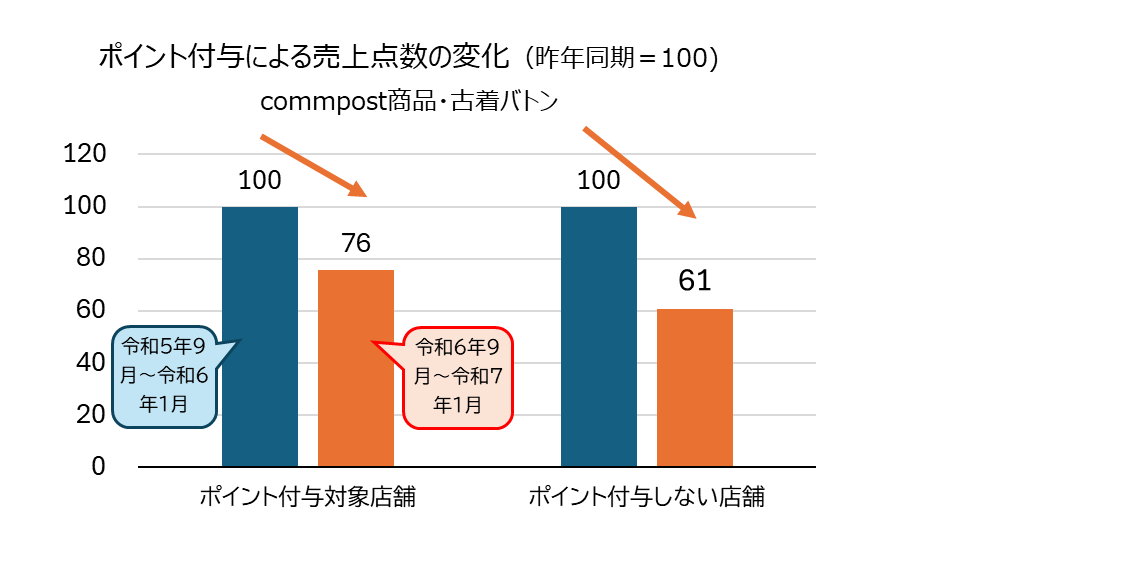 ポイント付与による売上点数の変化（昨年同期＝100)
commpost商品・古着バトン
120
100
80
60
40
20
0
100
76
100
61
令和5年9
月～令和6
年1月
令和6年9
月～令和7
年1月
ポイント付与対象店舗
ポイント付与しない店舗